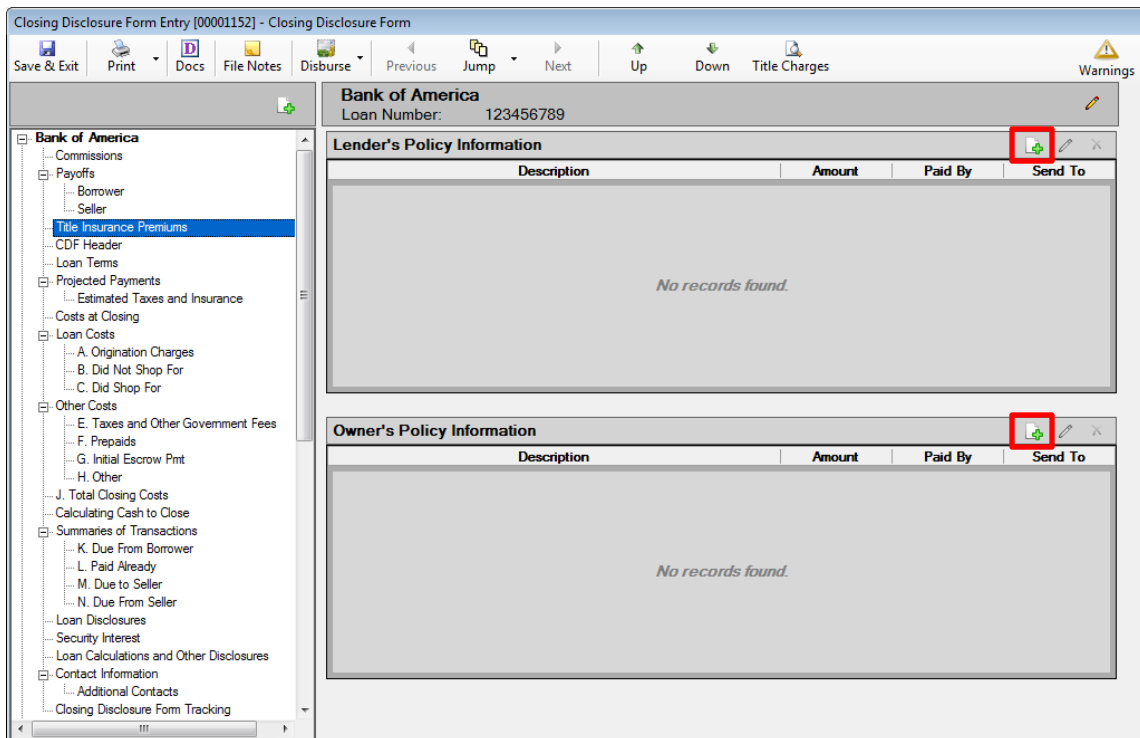 Closing Disclosure Form Entry [00001152] - Closing Disclosure Form
Save & Exit Print Docs File Notes Disburse Previous Jump Next Up Down Title Charges Warnings
Bank of America
Loan Number: 123456789
Bank of America
Commissions
Payoffs
Borrower
Seller
Title Insurance Premiums
CDF Header
Loan Terms
Projected Payments
Estimated Taxes and Insurance
Costs at Closing
Loan Costs
A. Origination Charges
B. Did Not Shop For
C. Did Shop For
Other Costs
E. Taxes and Other Government Fees
F. Prepaids
G. Initial Escrow Pmt
H. Other
J. Total Closing Costs
Calculating Cash to Close
Summaries of Transactions
K. Due From Borrower
L. Paid Already
M. Due to Seller
N. Due From Seller
Loan Disclosures
Security Interest
Loan Calculations and Other Disclosures
Contact Information
Additional Contacts
Closing Disclosure Form Tracking
Lender's Policy Information
Description Amount Paid By Send To
No records found.
Owner's Policy Information
Description Amount Paid By Send To
No records found.